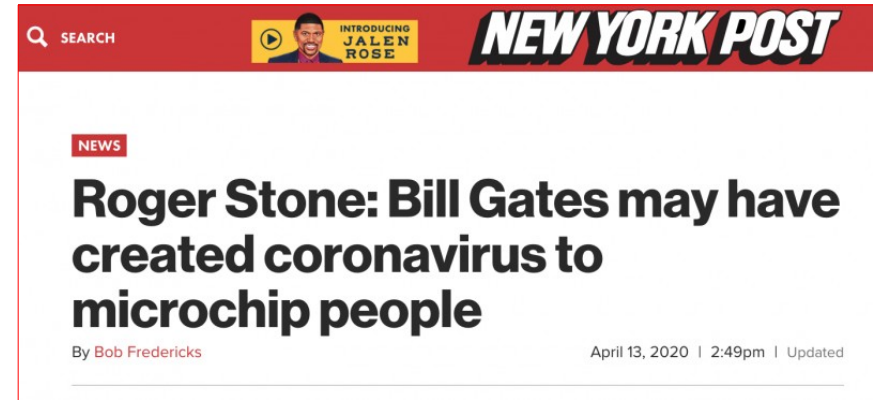 SEARCH
INTRODUCING
JALEN
ROSE
NEW YORK POST
NEWS
Roger Stone: Bill Gates may have
created coronavirus to
microchip people
By Bob Fredericks
April 13, 2020 | 2:49pm | Updated